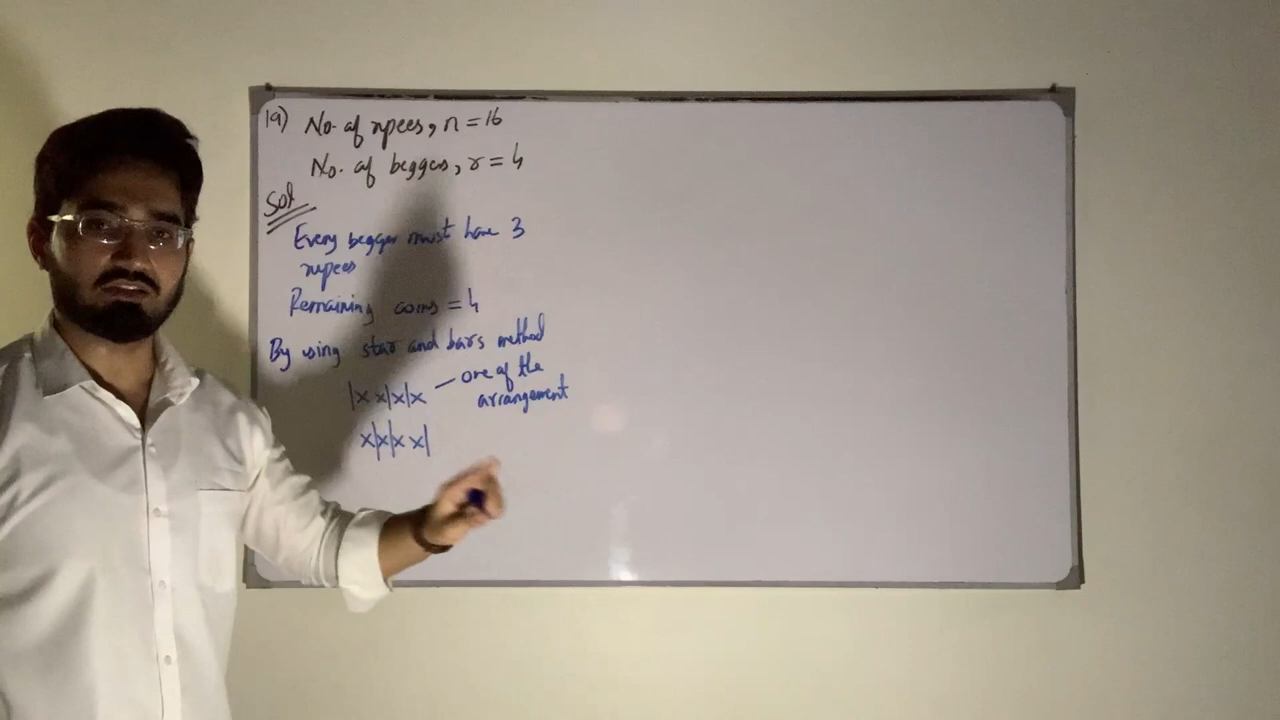 19) No. of rupees, n = 16
No. of beggers, r = 4
Sol
Every begger must have 3
rupees
Remaining coins = 4
By using star and bars method
|x x|x|x — one of the
arrangement
x|x|x x|